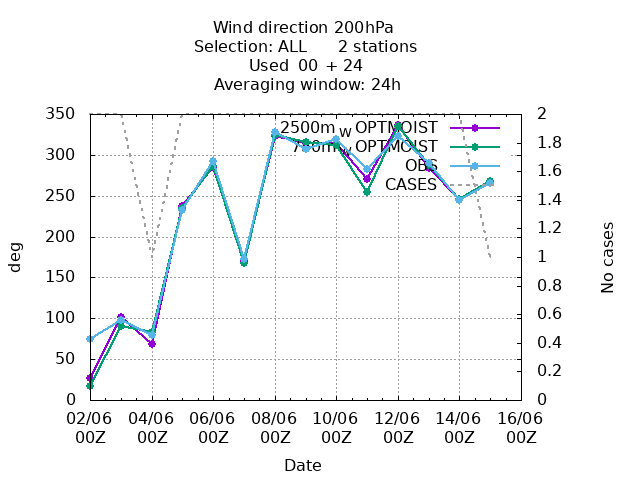 Wind direction 200hPa
Selection: ALL 2 stations
Used 00 + 24
Averaging window: 24h
350
300
250
200
150
100
50
0
deg
2500m_W OPTMOIST
750m_W OPTMOIST
OBS
CASES
2
1.8
1.6
1.4
1.2
1
0.8
0.6
0.4
0.2
0
No cases
02/06 04/06 06/06 08/06 10/06 12/06 14/06 16/06
00Z 00Z 00Z 00Z 00Z 00Z 00Z 00Z
Date